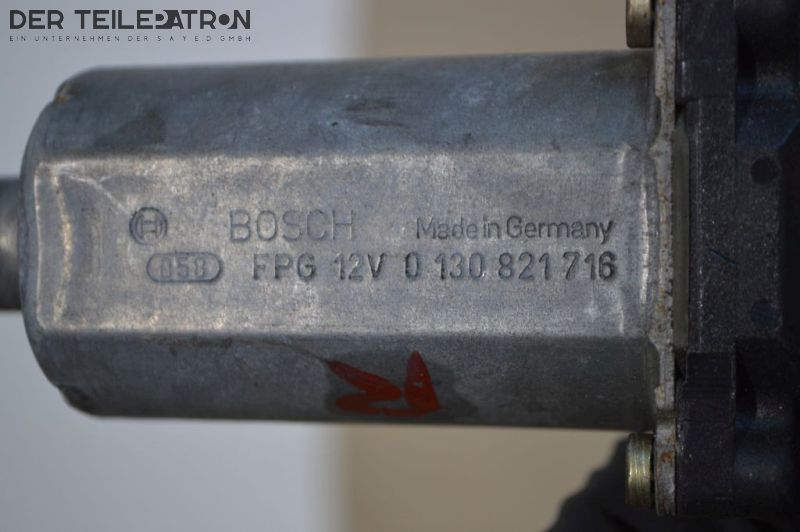 DER TEILEPATRON
EIN UNTERNEHMEN DER S A Y E D GMBH
BOSCH Made in Germany
058 FPG 12V 0 130 821 716
R